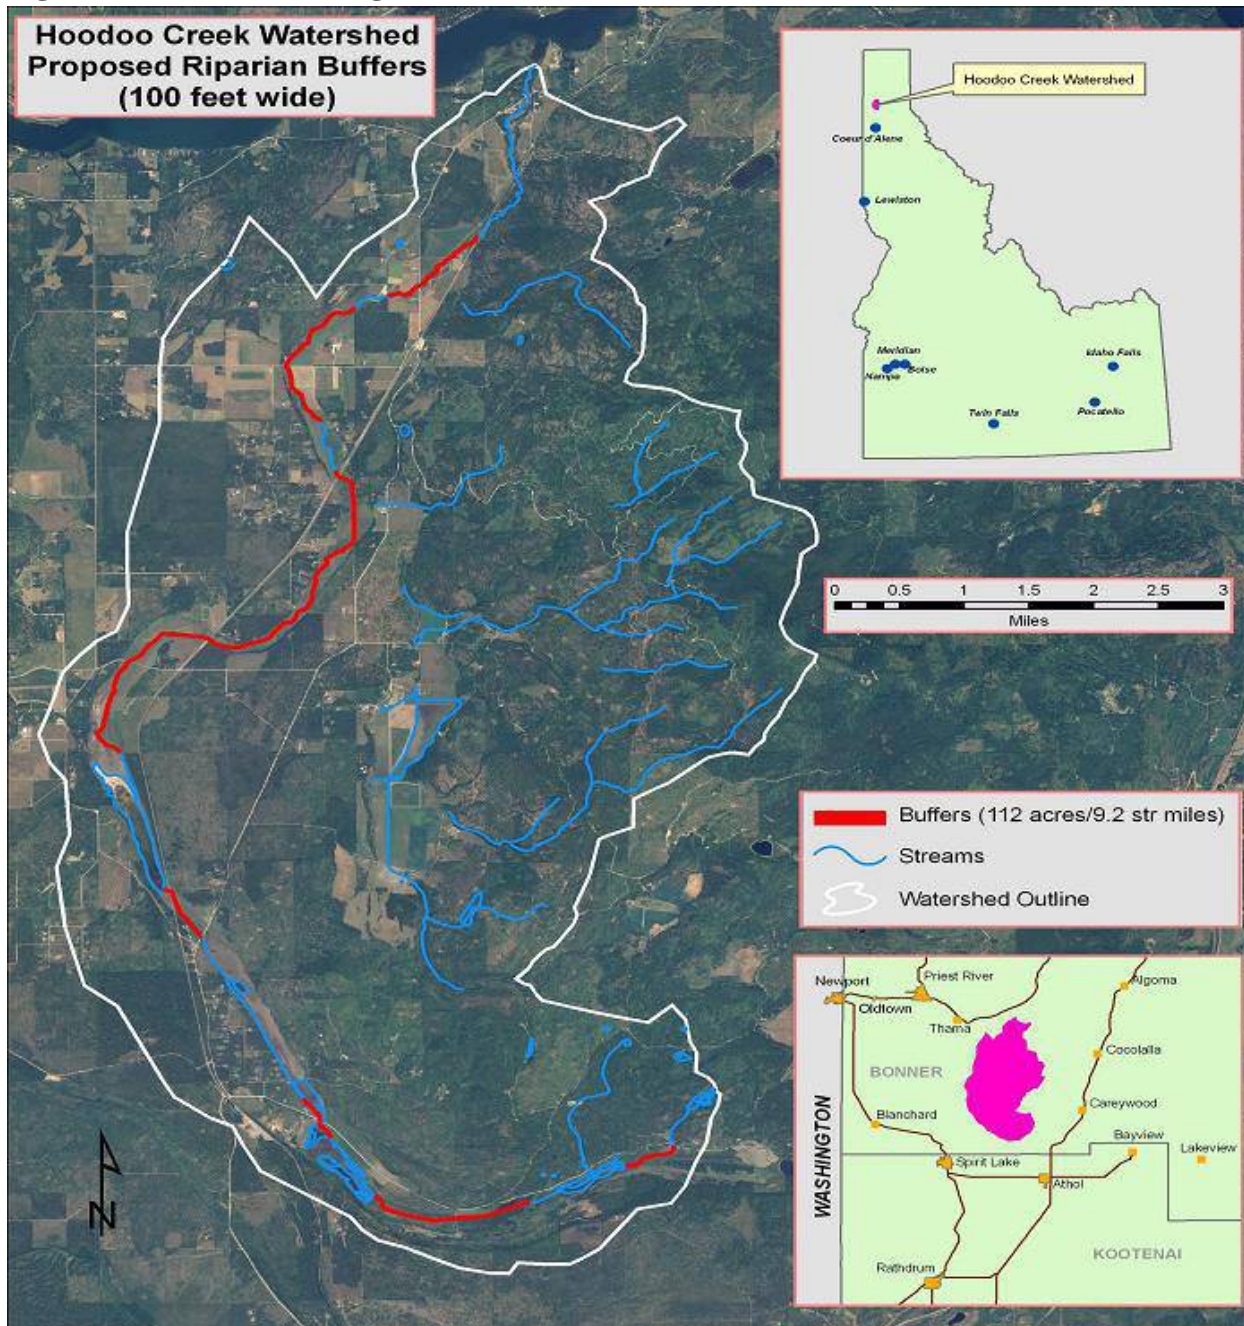 Hoodoo Creek Watershed
Proposed Riparian Buffers
(100 feet wide)
Hoodoo Creek Watershed
Coeur d'Alene
Lewiston
Meridian
Nampa
Boise
Idaho Falls
Twin Falls
Pocatello
0 0.5 1 1.5 2 2.5 3
Miles
Buffers (112 acres/9.2 str miles)
Streams
Watershed Outline
Newport
Priest River
Algoma
Oldtown
Thama
Cocolalla
BONNER
Careywood
Blanchard
Bayview
Lakeview
Spirit Lake
Athol
WASHINGTON
KOOTENAI
Rathdrum
N